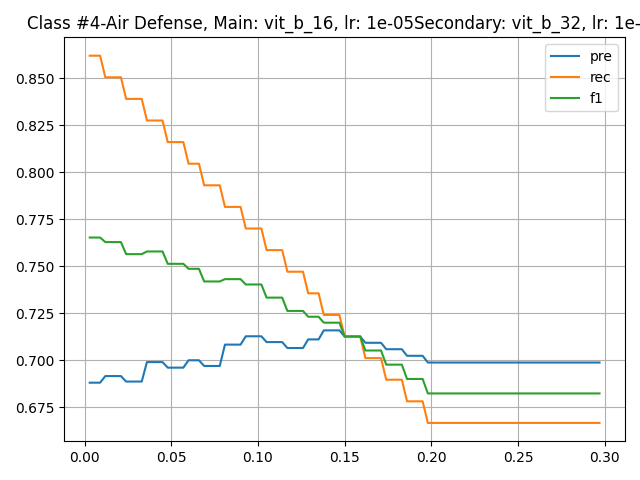 Class #4-Air Defense, Main: vit_b_16, lr: 1e-05Secondary: vit_b_32, lr: 1e-
pre
rec
f1
0.850
0.825
0.800
0.775
0.750
0.725
0.700
0.675
0.00 0.05 0.10 0.15 0.20 0.25 0.30